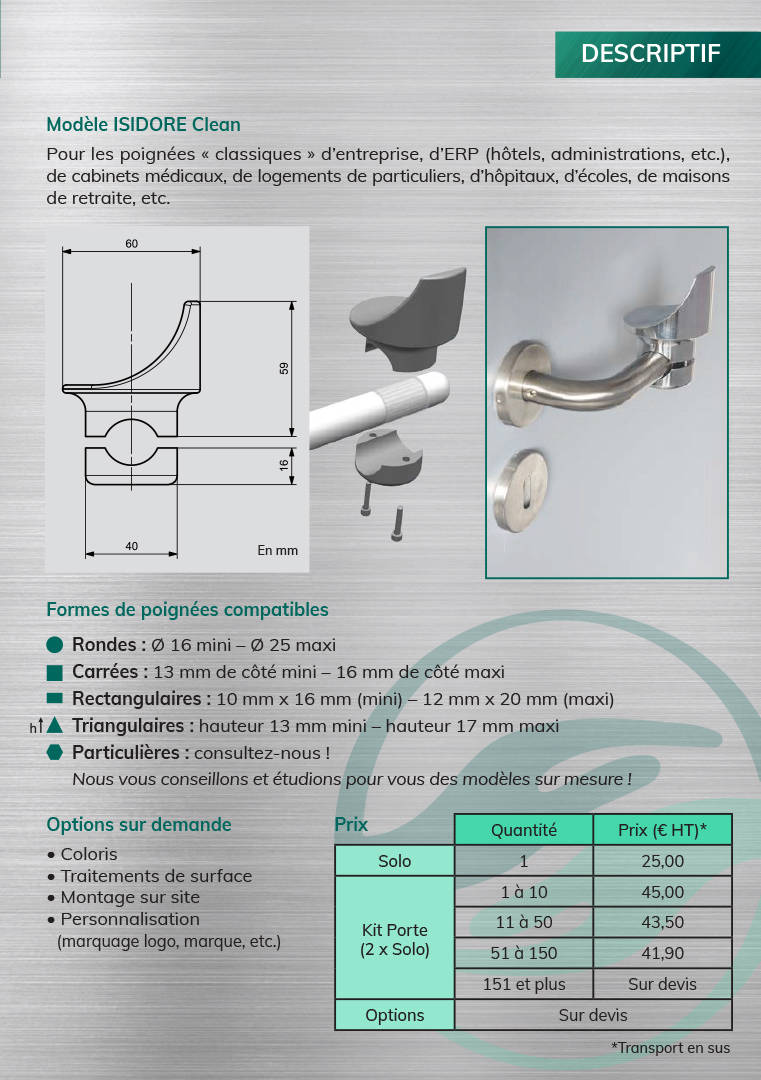 DESCRIPTIF
Modèle ISIDORE Clean
Pour les poignées « classiques » d’entreprise, d’ERP (hôtels, administrations, etc.),
de cabinets médicaux, de logements de particuliers, d’hôpitaux, d’écoles, de maisons
de retraite, etc.
60
59
16
40
En mm
Formes de poignées compatibles
Rondes : Ø 16 mini – Ø 25 maxi
Carrées : 13 mm de côté mini – 16 mm de côté maxi
Rectangulaires : 10 mm x 16 mm (mini) – 12 mm x 20 mm (maxi)
h Triangulaires : hauteur 13 mm mini – hauteur 17 mm maxi
Particulières : consultez-nous !
Nous vous conseillons et étudions pour vous des modèles sur mesure !
Options sur demande
• Coloris
• Traitements de surface
• Montage sur site
• Personnalisation
(marquage logo, marque, etc.)
Prix
Quantité Prix (€ HT)*
Solo 1 25,00
Kit Porte
(2 x Solo)
1 à 10 45,00
11 à 50 43,50
51 à 150 41,90
151 et plus Sur devis
Options Sur devis
*Transport en sus